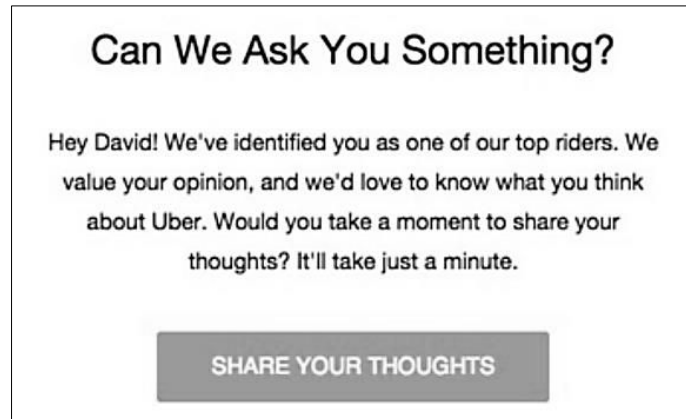 Can We Ask You Something?
Hey David! We've identified you as one of our top riders. We
value your opinion, and we'd love to know what you think
about Uber. Would you take a moment to share your
thoughts? It'll take just a minute.
SHARE YOUR THOUGHTS